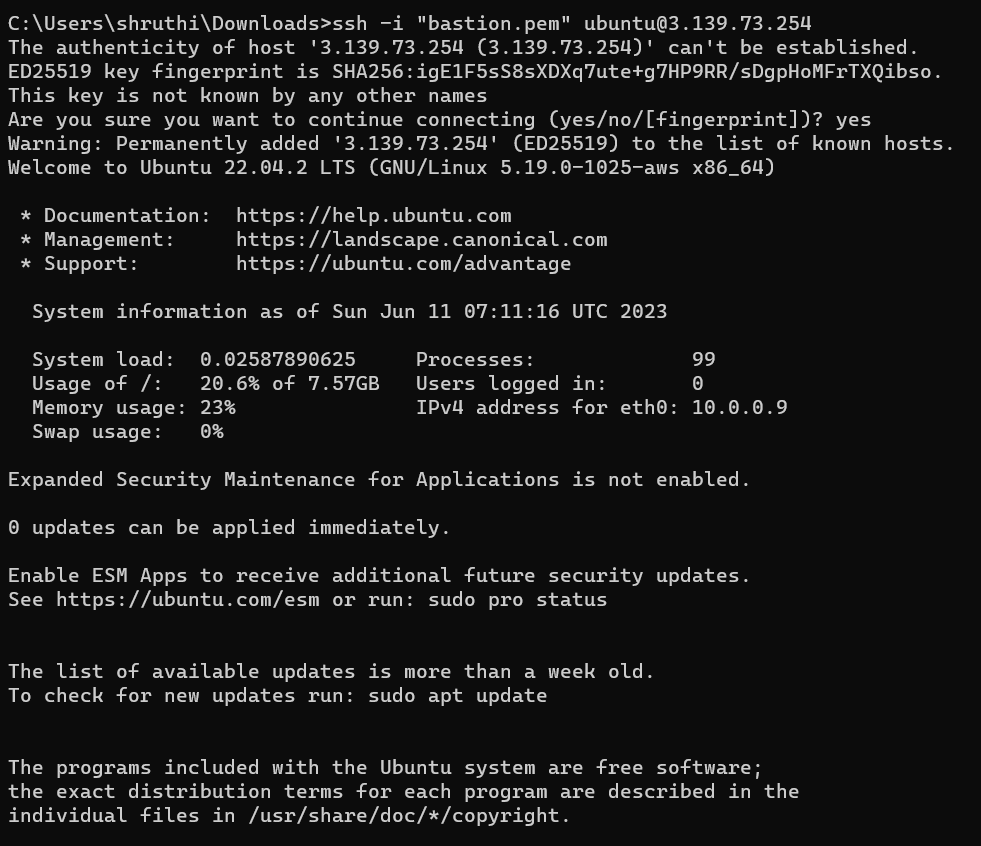 C:\Users\shruthi\Downloads>ssh -i "bastion.pem" ubuntu@3.139.73.254
The authenticity of host '3.139.73.254 (3.139.73.254)' can't be established.
ED25519 key fingerprint is SHA256:igE1F5sS8sXDXq7ute+g7HP9RR/sDgpHoMFrTXQibso.
This key is not known by any other names
Are you sure you want to continue connecting (yes/no/[fingerprint])? yes
Warning: Permanently added '3.139.73.254' (ED25519) to the list of known hosts.
Welcome to Ubuntu 22.04.2 LTS (GNU/Linux 5.19.0-1025-aws x86_64)

 * Documentation:  https://help.ubuntu.com
 * Management:     https://landscape.canonical.com
 * Support:        https://ubuntu.com/advantage

  System information as of Sun Jun 11 07:11:16 UTC 2023

  System load:  0.02587890625     Processes:             99
  Usage of /:   20.6% of 7.57GB   Users logged in:       0
  Memory usage: 23%               IPv4 address for eth0: 10.0.0.9
  Swap usage:   0%

Expanded Security Maintenance for Applications is not enabled.

0 updates can be applied immediately.

Enable ESM Apps to receive additional future security updates.
See https://ubuntu.com/esm or run: sudo pro status


The list of available updates is more than a week old.
To check for new updates run: sudo apt update


The programs included with the Ubuntu system are free software;
the exact distribution terms for each program are described in the
individual files in /usr/share/doc/*/copyright.